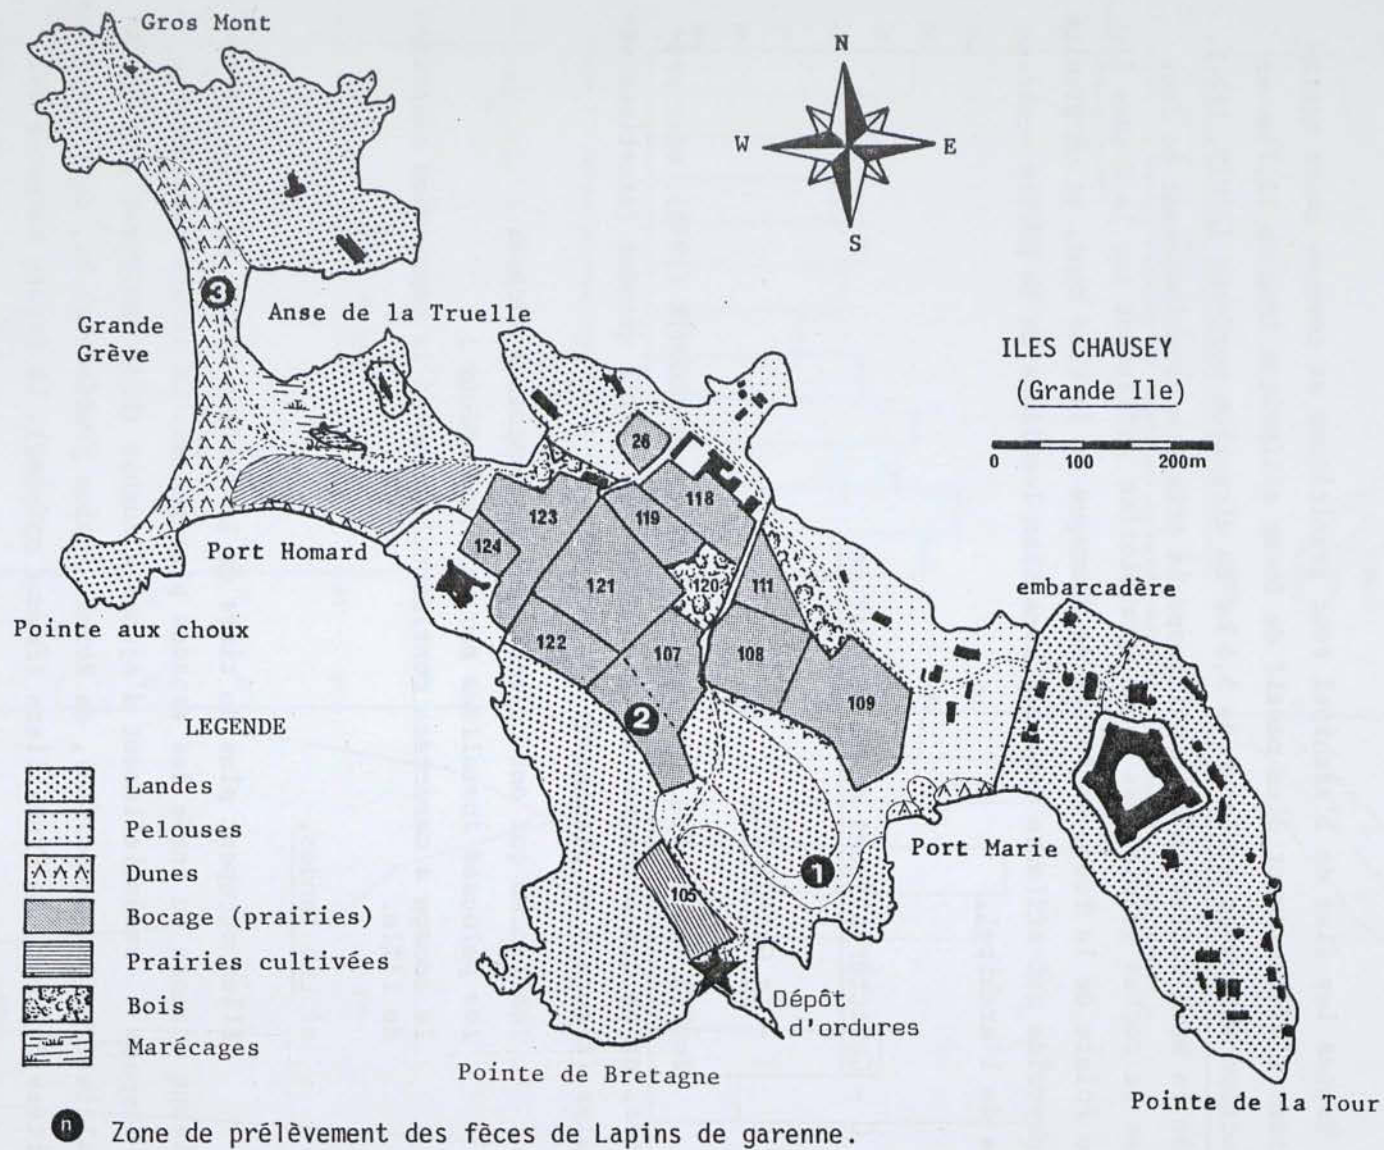 Gros Mont
N
W
E
S
Grande
Grève
3
Anse de la Truelle
ILES CHAUSEY
(Grande Ile)
0 100 200m
26
118
119
123
124
121
120
111
Port Homard
embarcadère
Pointe aux choux
122
107
108
109
2
1
105
Port Marie
LEGENDE
Landes
Pelouses
Dunes
Bocage (prairies)
Prairies cultivées
Bois
Marécages
Dépôt
d'ordures
Pointe de Bretagne
Pointe de la Tour
n Zone de prélèvement des fèces de Lapins de garenne.